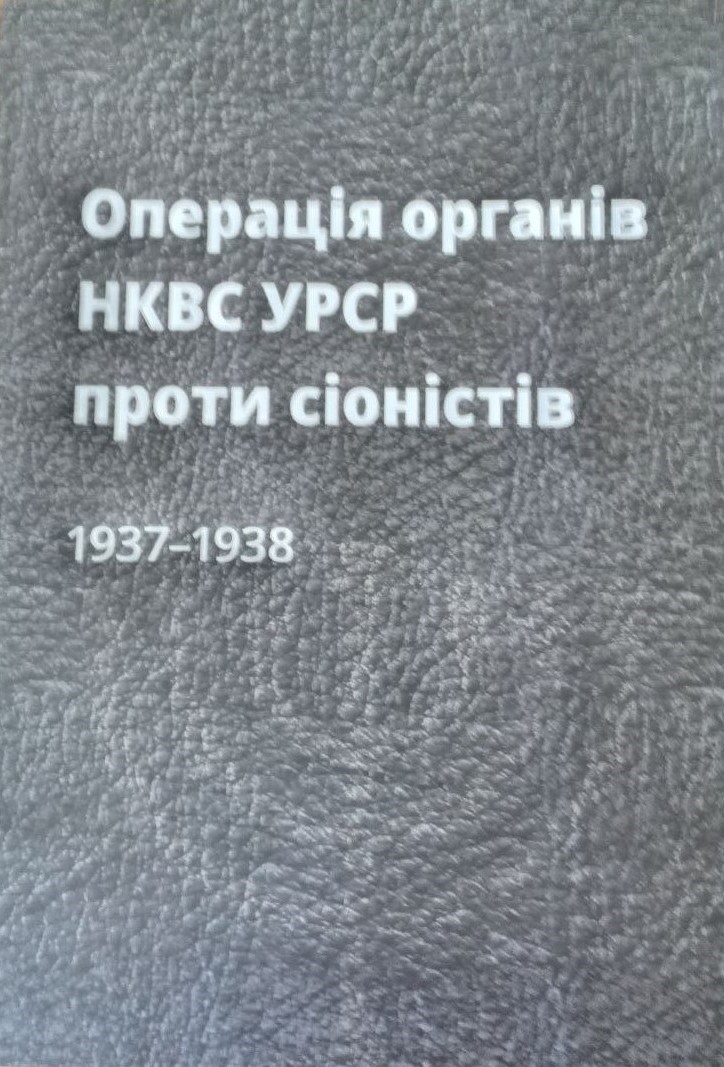 Операція органів
НКВС УРСР
проти сіоністів
1937–1938